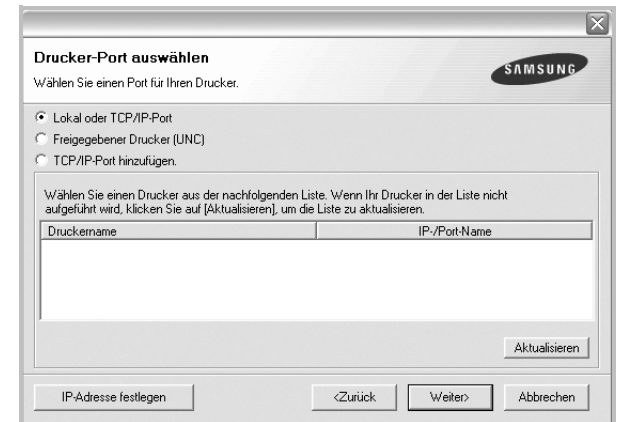 Drucker-Port auswählen
Wählen Sie einen Port für Ihren Drucker.
SAMSUNG
Lokal oder TCP/IP-Port
Freigegebener Drucker (UNC)
TCP/IP-Port hinzufügen.
Wählen Sie einen Drucker aus der nachfolgenden Liste. Wenn Ihr Drucker in der Liste nicht
aufgeführt wird, klicken Sie auf [Aktualisieren], um die Liste zu aktualisieren.
Druckername IP-/Port-Name
Aktualisieren
IP-Adresse festlegen <Zurück Weiter> Abbrechen